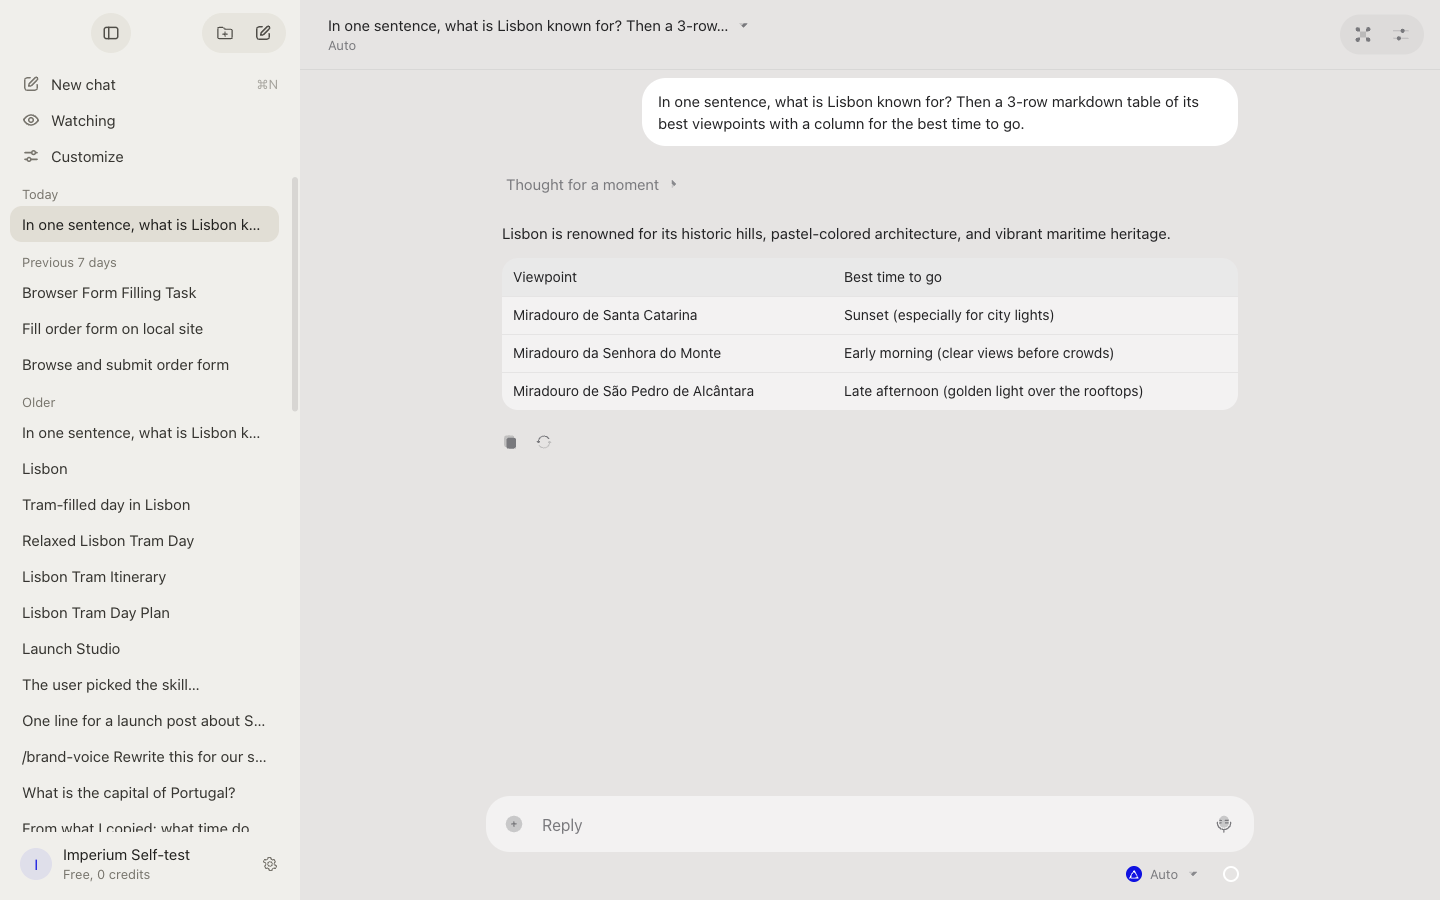 In one sentence, what is Lisbon known for? Then a 3-row...
Auto
New chat
⌘N
Watching
Customize
Today
In one sentence, what is Lisbon k...
Previous 7 days
Browser Form Filling Task
Fill order form on local site
Browse and submit order form
Older
In one sentence, what is Lisbon k...
Lisbon
Tram-filled day in Lisbon
Relaxed Lisbon Tram Day
Lisbon Tram Itinerary
Lisbon Tram Day Plan
Launch Studio
The user picked the skill...
One line for a launch post about S...
/brand-voice Rewrite this for our s...
What is the capital of Portugal?
From what I copied: what time do
I
Imperium Self-test
Free, 0 credits
In one sentence, what is Lisbon known for? Then a 3-row markdown table of its
best viewpoints with a column for the best time to go.
Thought for a moment
Lisbon is renowned for its historic hills, pastel-colored architecture, and vibrant maritime heritage.
Viewpoint Best time to go
Miradouro de Santa Catarina Sunset (especially for city lights)
Miradouro da Senhora do Monte Early morning (clear views before crowds)
Miradouro de São Pedro de Alcântara Late afternoon (golden light over the rooftops)
Reply
Auto